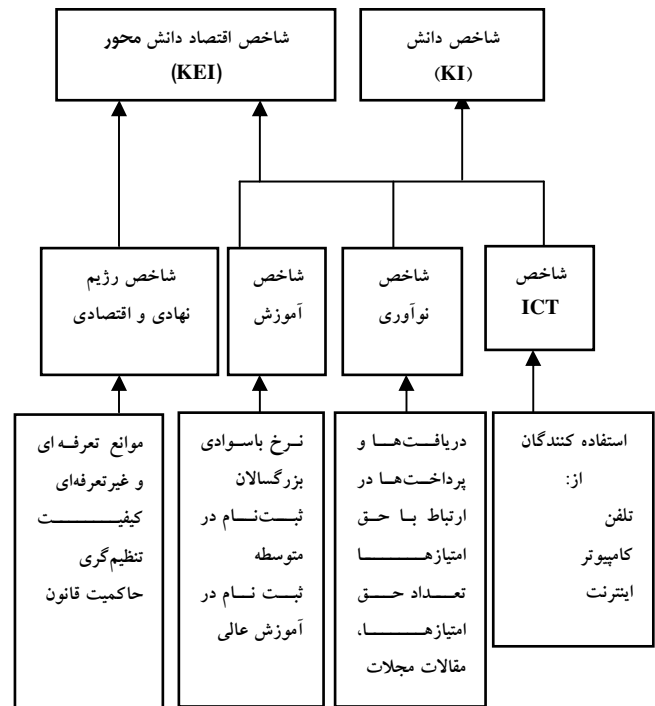 شاخص دانش
(KI)
شاخص اقتصاد دانش محور
(KEI)
شاخص
ICT
شاخص
نوآوری
شاخص
آموزش
شاخص رژیم
نهادی و اقتصادی
استفاده کنندگان
از:
تلفن
کامپیوتر
اینترنت
دریافت‌ها و
پرداخت‌ها در
ارتباط با حق
امتیازها
تعداد حق
امتیازها،
مقالات مجلات
نرخ باسوادی
بزرگسالان
ثبت‌نام در
متوسطه
ثبت نام در
آموزش عالی
موانع تعرفه ای
و غیرتعرفه‌ای
کیفیت
تنظیم‌گری
حاکمیت قانون